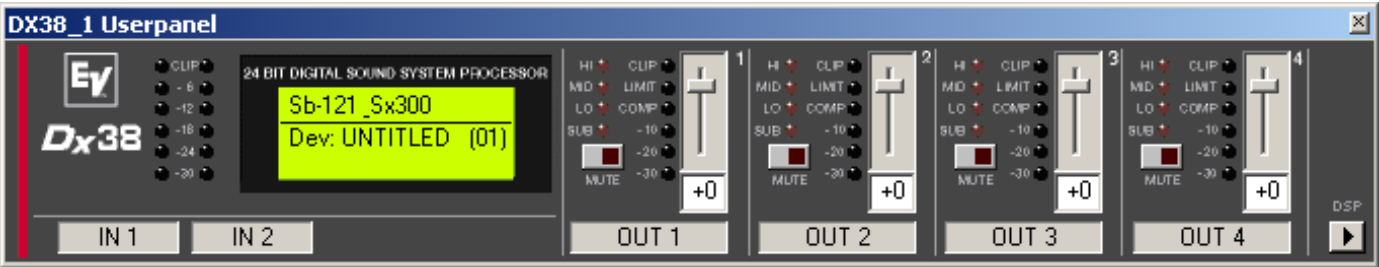 DX38_1 Userpanel
EV
Dx38
CLIP
- 6
-12
-18
-24
-30
24 BIT DIGITAL SOUND SYSTEM PROCESSOR
Sb-121_Sx300
Dev: UNTITLED (01)
IN 1
IN 2
1
HI CLIP
MID LIMIT
LO COMP
SUB -10
-20
MUTE -30
+0
OUT 1
2
HI CLIP
MID LIMIT
LO COMP
SUB -10
-20
MUTE -30
+0
OUT 2
3
HI CLIP
MID LIMIT
LO COMP
SUB -10
-20
MUTE -30
+0
OUT 3
4
HI CLIP
MID LIMIT
LO COMP
SUB -10
-20
MUTE -30
+0
OUT 4
DSP